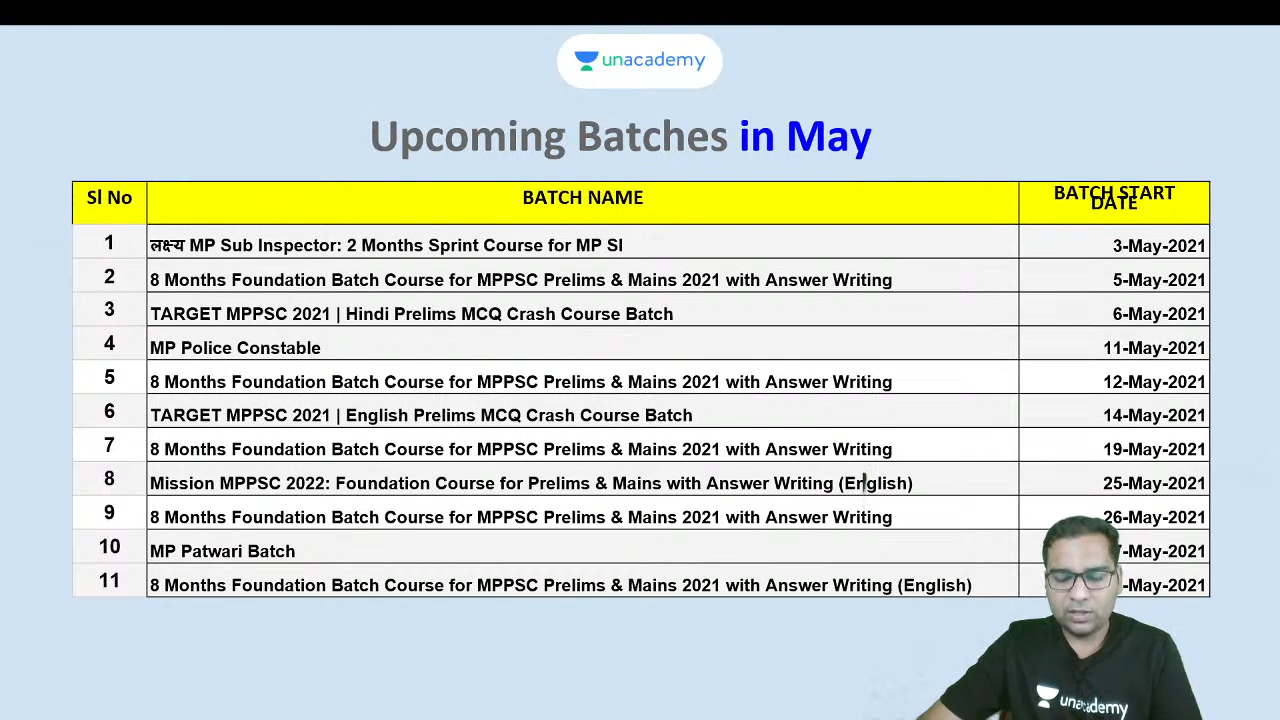 unacademy
Upcoming Batches in May
Sl No BATCH NAME BATCH START
DATE
1 लक्ष्य MP Sub Inspector: 2 Months Sprint Course for MP SI 3-May-2021
2 8 Months Foundation Batch Course for MPPSC Prelims & Mains 2021 with Answer Writing 5-May-2021
3 TARGET MPPSC 2021 | Hindi Prelims MCQ Crash Course Batch 6-May-2021
4 MP Police Constable 11-May-2021
5 8 Months Foundation Batch Course for MPPSC Prelims & Mains 2021 with Answer Writing 12-May-2021
6 TARGET MPPSC 2021 | English Prelims MCQ Crash Course Batch 14-May-2021
7 8 Months Foundation Batch Course for MPPSC Prelims & Mains 2021 with Answer Writing 19-May-2021
8 Mission MPPSC 2022: Foundation Course for Prelims & Mains with Answer Writing (English) 25-May-2021
9 8 Months Foundation Batch Course for MPPSC Prelims & Mains 2021 with Answer Writing 26-May-2021
10 MP Patwari Batch -May-2021
11 8 Months Foundation Batch Course for MPPSC Prelims & Mains 2021 with Answer Writing (English) -May-2021
unacademy